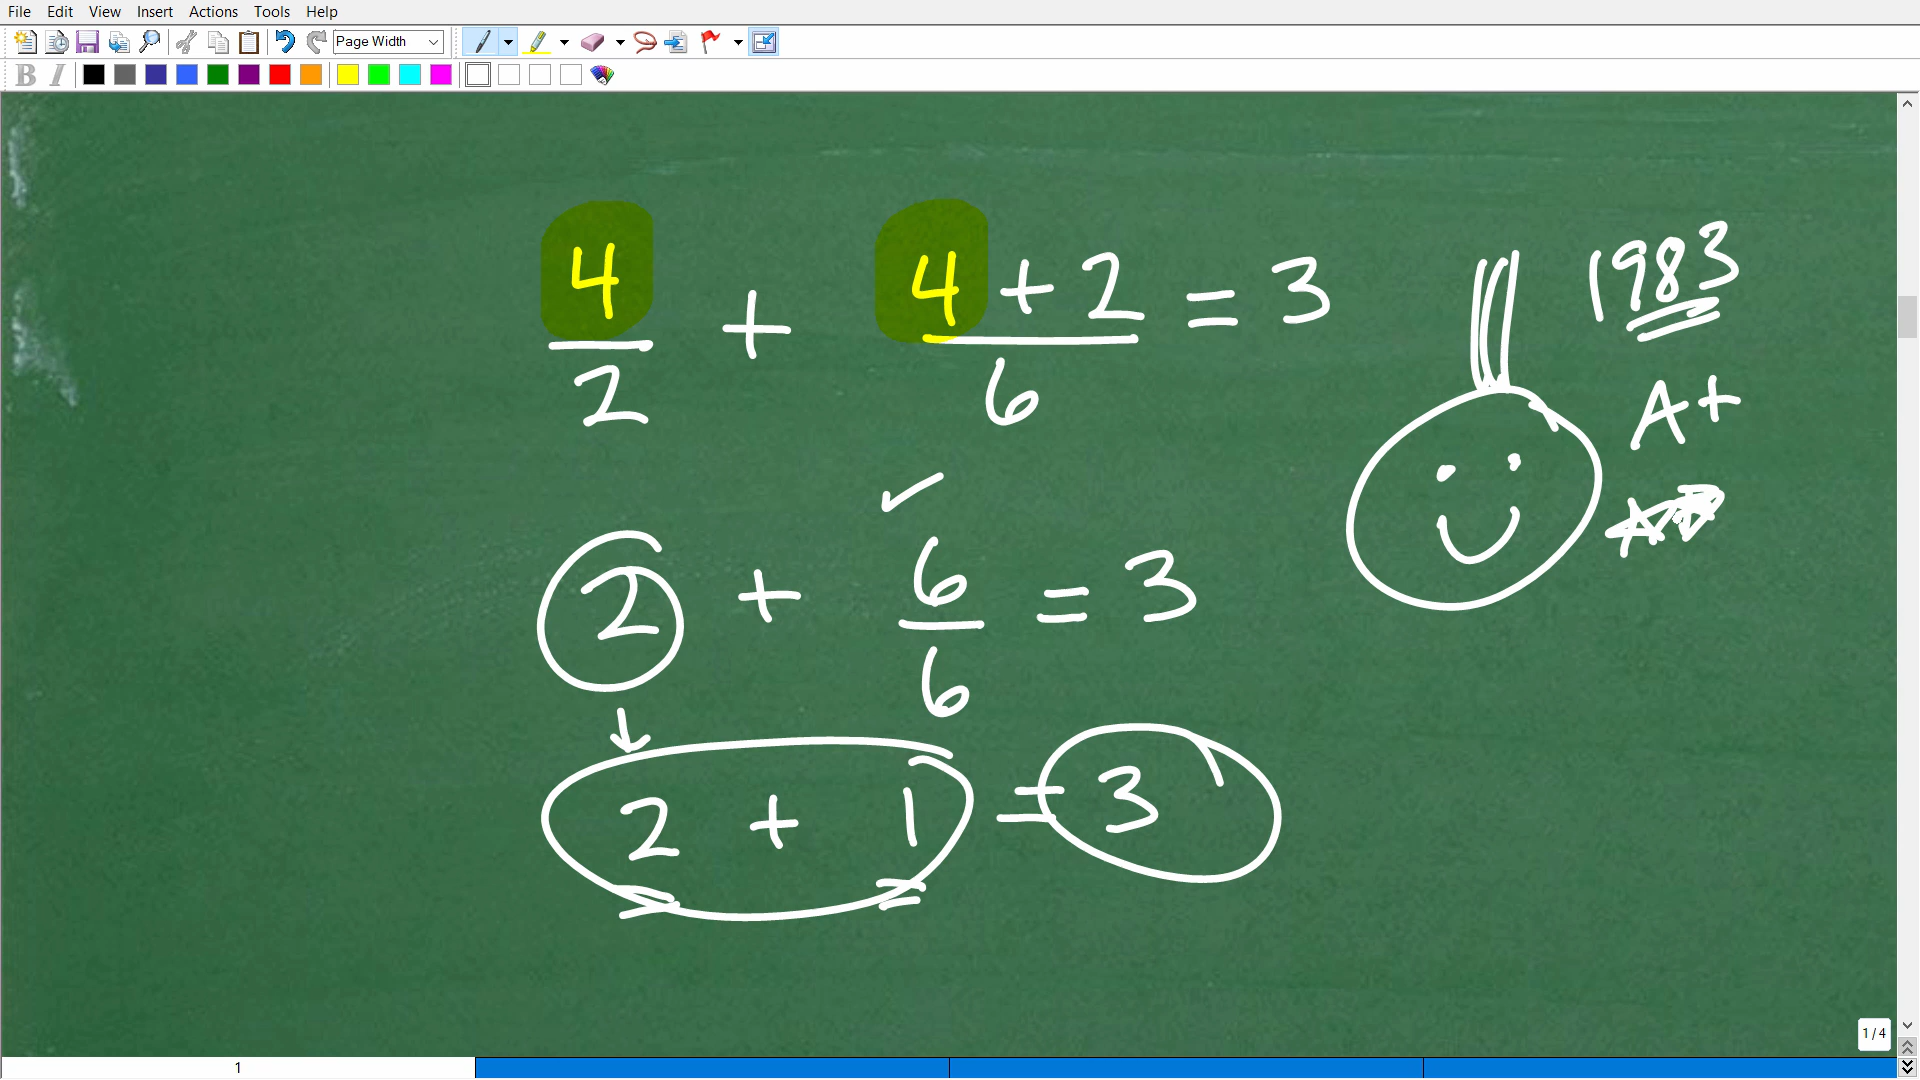 File Edit View Insert Actions Tools Help
Page Width
B I
4/2 + (4 + 2)/6 = 3
1983
A+
2 + 6/6 = 3
2 + 1 = 3
1/4
1